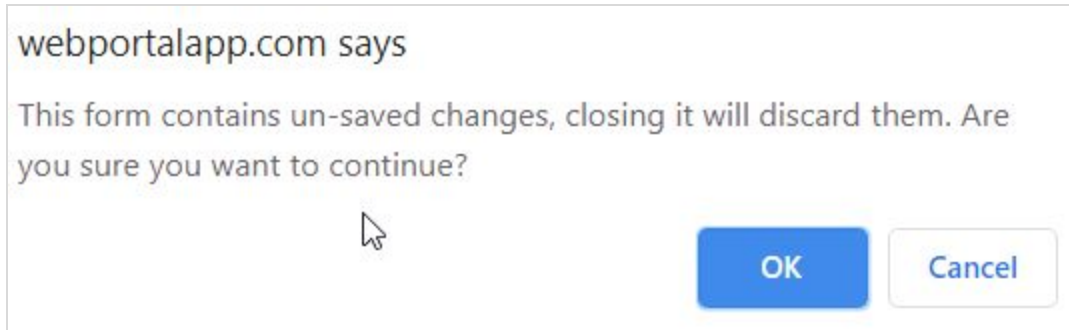 webportalapp.com says
This form contains un-saved changes, closing it will discard them. Are
you sure you want to continue?
OK
Cancel